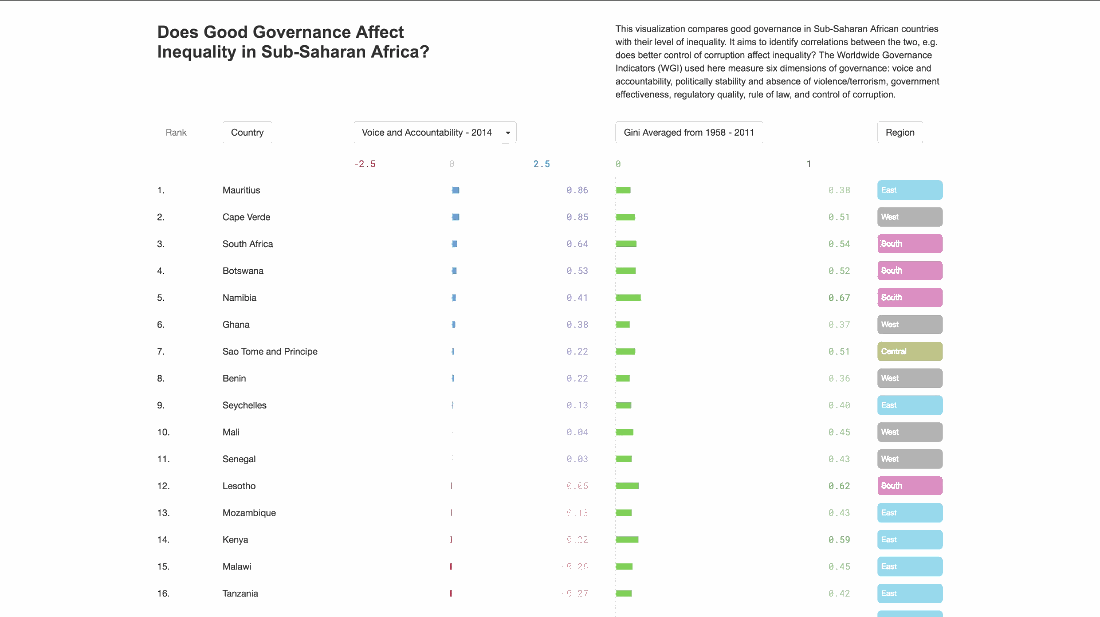 Does Good Governance Affect
Inequality in Sub-Saharan Africa?
This visualization compares good governance in Sub-Saharan African countries
with their level of inequality. It aims to identify correlations between the two, e.g.
does better control of corruption affect inequality? The Worldwide Governance
Indicators (WGI) used here measure six dimensions of governance: voice and
accountability, politically stability and absence of violence/terrorism, government
effectiveness, regulatory quality, rule of law, and control of corruption.
Rank Country Voice and Accountability - 2014 Gini Averaged from 1958 - 2011 Region
-2.5 0 2.5 0 1
1. Mauritius 0.86 0.38 East
2. Cape Verde 0.85 0.51 West
3. South Africa 0.64 0.54 South
4. Botswana 0.53 0.52 South
5. Namibia 0.41 0.67 South
6. Ghana 0.38 0.37 West
7. Sao Tome and Principe 0.22 0.51 Central
8. Benin 0.22 0.36 West
9. Seychelles 0.13 0.40 East
10. Mali 0.04 0.45 West
11. Senegal 0.03 0.43 West
12. Lesotho 0.62 South
13. Mozambique 0.43 East
14. Kenya 0.59 East
15. Malawi 0.45 East
16. Tanzania 0.42 East